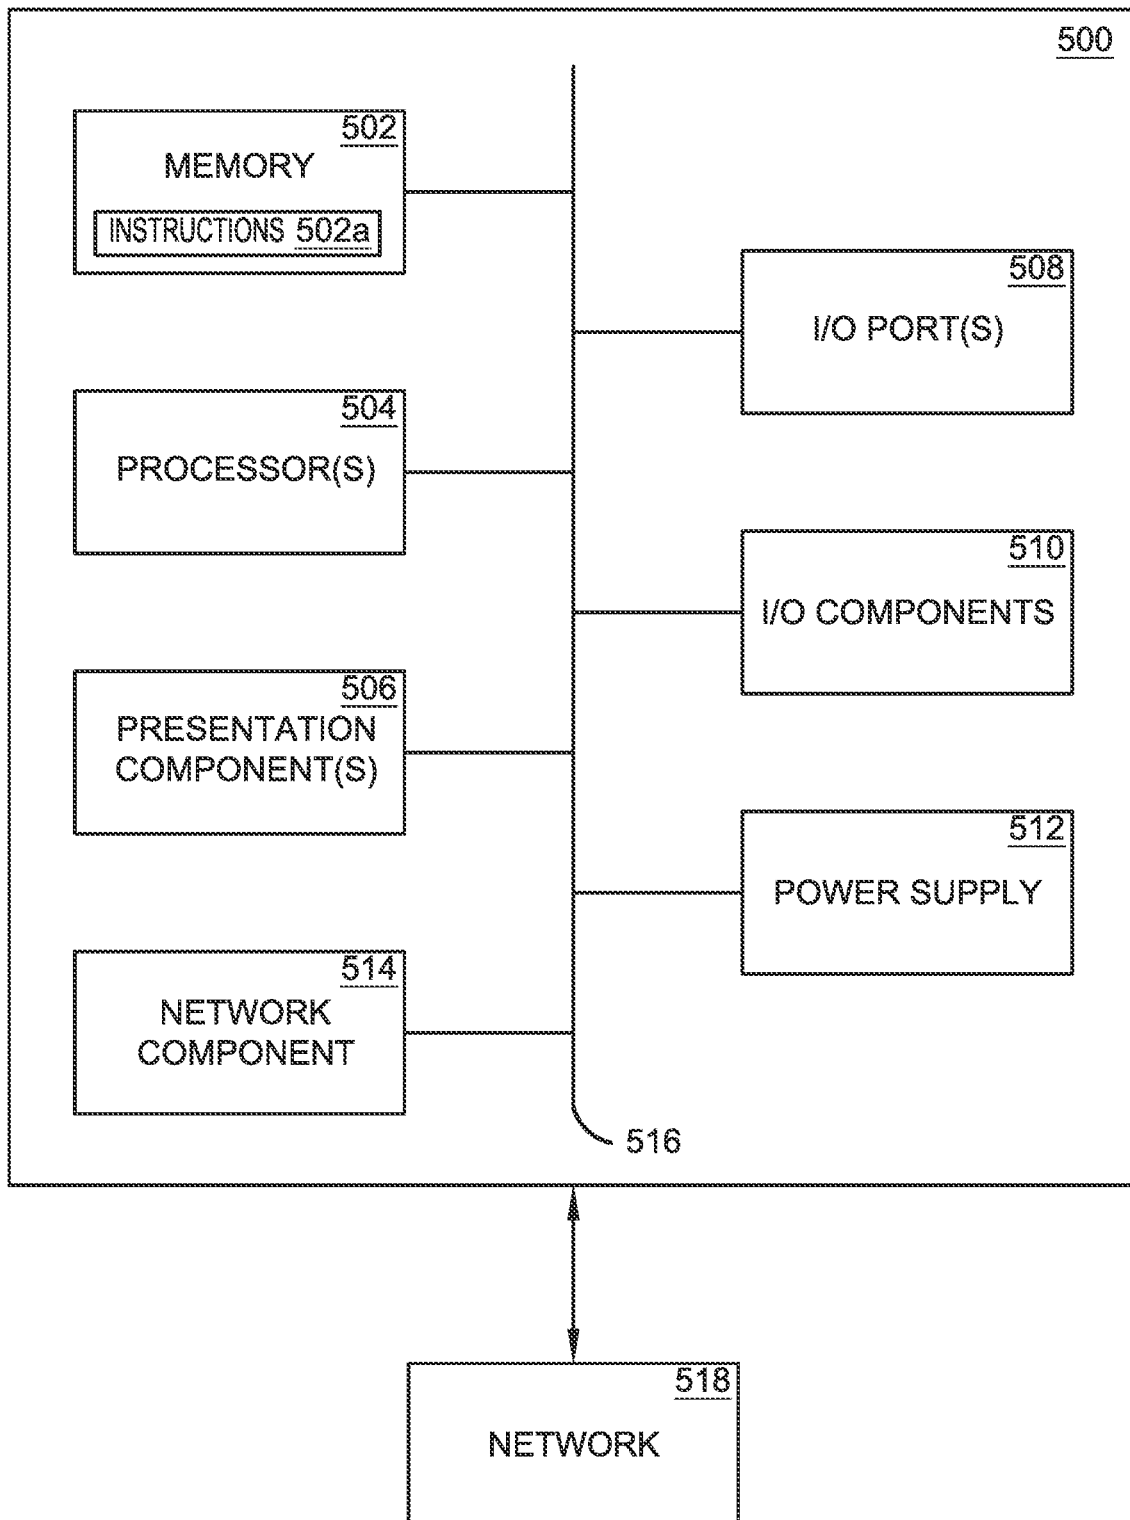 500
502
MEMORY
INSTRUCTIONS 502a
508
I/O PORT(S)
504
PROCESSOR(S)
510
I/O COMPONENTS
506
PRESENTATION
COMPONENT(S)
512
POWER SUPPLY
514
NETWORK
COMPONENT
516
518
NETWORK